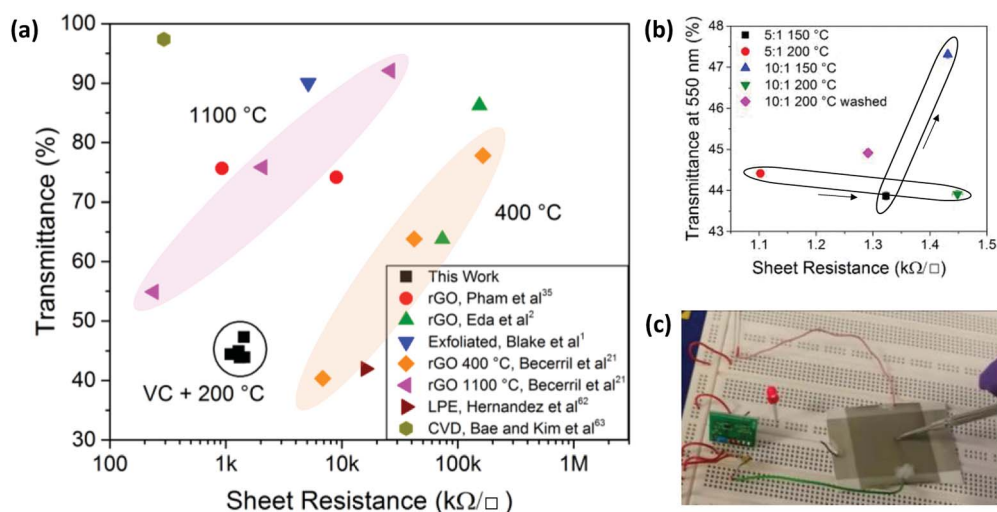 (a)
100
90
80
70
60
50
40
30
Transmittance (%)
1100 °C
400 °C
VC + 200 °C
This Work
rGO, Pham et al35
rGO, Eda et al2
Exfoliated, Blake et al1
rGO 400 °C, Becerril et al21
rGO 1100 °C, Becerril et al21
LPE, Hernandez et al62
CVD, Bae and Kim et al63
100 1k 10k 100k 1M
Sheet Resistance (kΩ/□)
(b)
48
47
46
45
44
43
Transmittance at 550 nm (%)
5:1 150 °C
5:1 200 °C
10:1 150 °C
10:1 200 °C
10:1 200 °C washed
1.1 1.2 1.3 1.4 1.5
Sheet Resistance (kΩ/□)
(c)